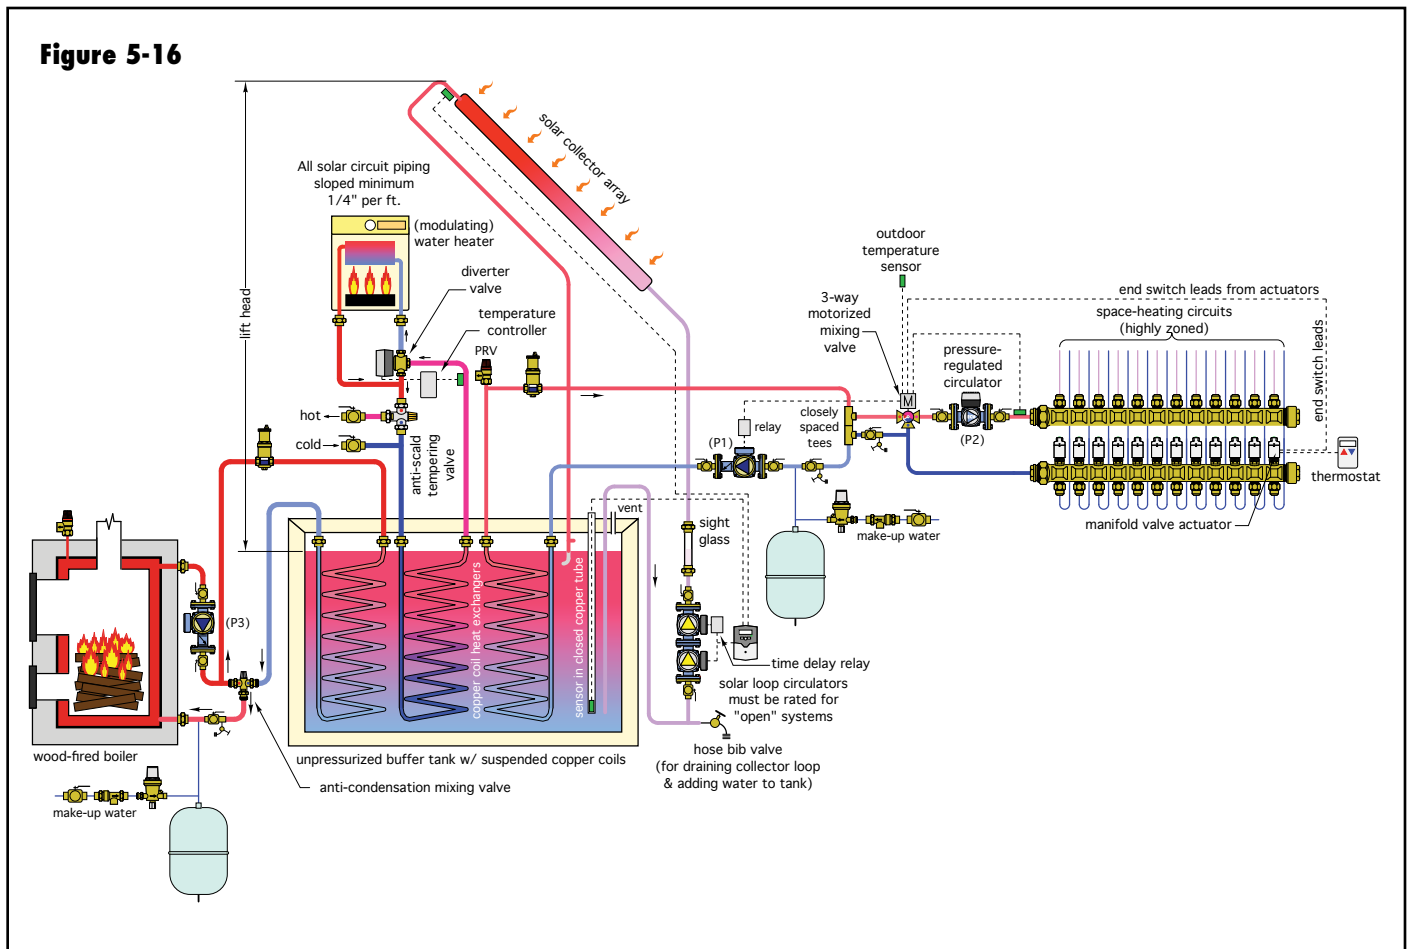 Figure 5-16
All solar circuit piping
sloped minimum
1/4" per ft.
lift head
(modulating)
water heater
diverter
valve
temperature
controller
PRV
hot
cold
anti-scald
tempering
valve
solar collector array
outdoor
temperature
sensor
3-way
motorized
mixing
valve
M
end switch leads from actuators
space-heating circuits
(highly zoned)
pressure-
regulated
circulator
end switch leads
closely
spaced
tees
relay
(P1)
(P2)
thermostat
manifold valve actuator
make-up water
vent
sight
glass
copper coil heat exchangers
sensor in closed copper tube
(P3)
time delay relay
solar loop circulators
must be rated for
"open" systems
hose bib valve
(for draining collector loop
& adding water to tank)
wood-fired boiler
unpressurized buffer tank w/ suspended copper coils
anti-condensation mixing valve
make-up water